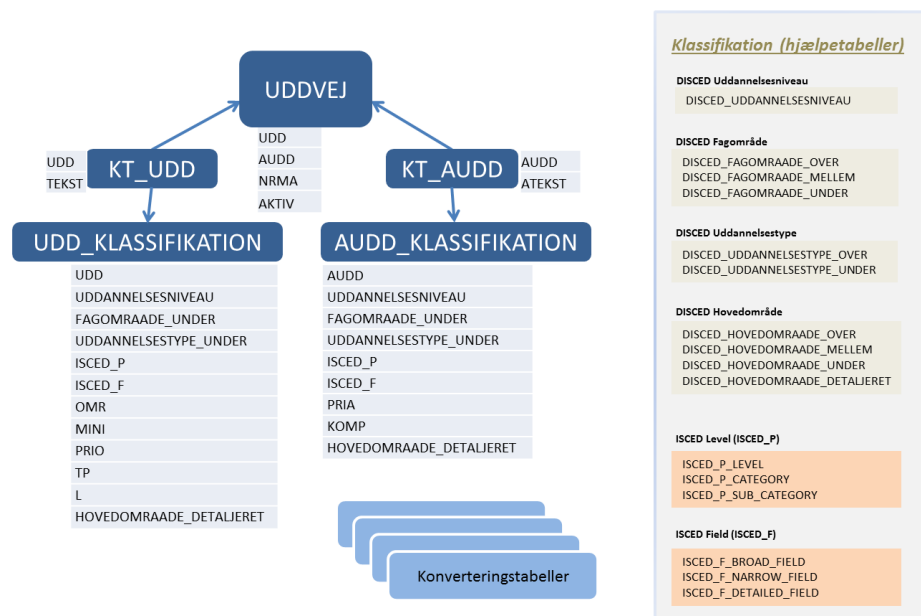 UDDVEJ
UDD
AUDD
NRMA
AKTIV
UDD
TEKST
KT_UDD
KT_AUDD
AUDD
ATEKST
UDD_KLASSIFIKATION
UDD
UDDANNELSESNIVEAU
FAGOMRAADE_UNDER
UDDANNELSESTYPE_UNDER
ISCED_P
ISCED_F
OMR
MINI
PRIO
TP
L
HOVEDOMRAADE_DETALJERET
AUDD_KLASSIFIKATION
AUDD
UDDANNELSESNIVEAU
FAGOMRAADE_UNDER
UDDANNELSESTYPE_UNDER
ISCED_P
ISCED_F
PRIA
KOMP
HOVEDOMRAADE_DETALJERET
Konverteringstabeller
Klassifikation (hjælpetabeller)
DISCED Uddannelsesniveau
DISCED_UDDANNELSESNIVEAU
DISCED Fagområde
DISCED_FAGOMRAADE_OVER
DISCED_FAGOMRAADE_MELLEM
DISCED_FAGOMRAADE_UNDER
DISCED Uddannelsestype
DISCED_UDDANNELSESTYPE_OVER
DISCED_UDDANNELSESTYPE_UNDER
DISCED Hovedområde
DISCED_HOVEDOMRAADE_OVER
DISCED_HOVEDOMRAADE_MELLEM
DISCED_HOVEDOMRAADE_UNDER
DISCED_HOVEDOMRAADE_DETALJERET
ISCED Level (ISCED_P)
ISCED_P_LEVEL
ISCED_P_CATEGORY
ISCED_P_SUB_CATEGORY
ISCED Field (ISCED_F)
ISCED_F_BROAD_FIELD
ISCED_F_NARROW_FIELD
ISCED_F_DETAILED_FIELD